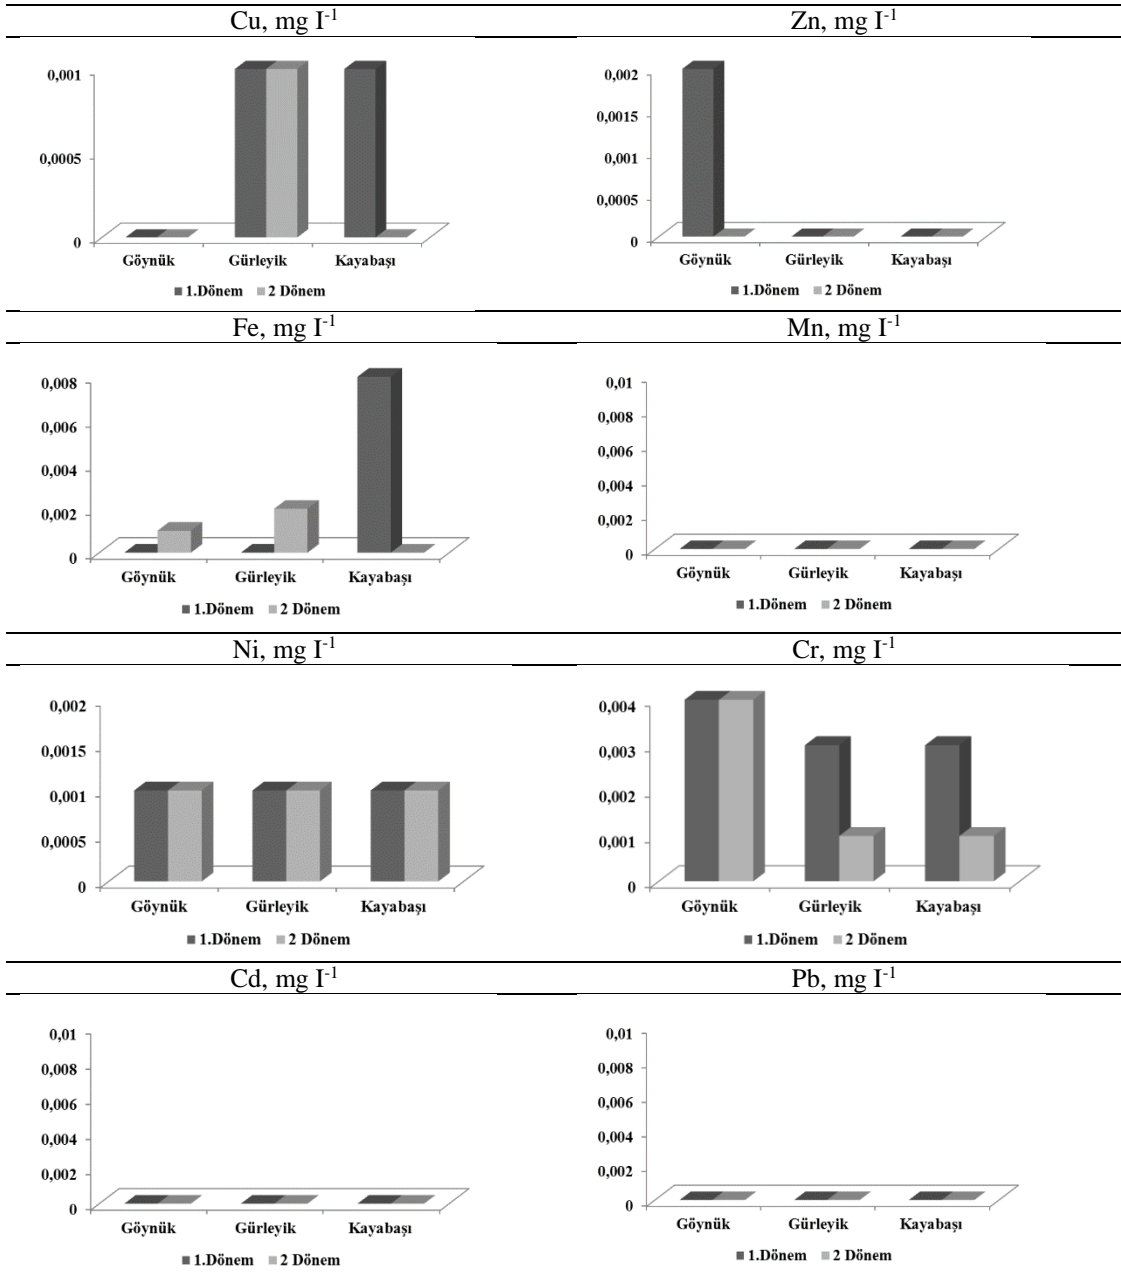 Cu, mg I-1
Zn, mg I-1
0,001
0,0005
0
Göynük Gürleyik Kayabaşı
1.Dönem 2 Dönem
0,002
0,0015
0,001
0,0005
0
Göynük Gürleyik Kayabaşı
1.Dönem 2 Dönem
Fe, mg I-1
Mn, mg I-1
0,008
0,006
0,004
0,002
0
Göynük Gürleyik Kayabaşı
1.Dönem 2 Dönem
0,01
0,008
0,006
0,004
0,002
0
Göynük Gürleyik Kayabaşı
1.Dönem 2 Dönem
Ni, mg I-1
Cr, mg I-1
0,002
0,0015
0,001
0,0005
0
Göynük Gürleyik Kayabaşı
1.Dönem 2 Dönem
0,004
0,003
0,002
0,001
0
Göynük Gürleyik Kayabaşı
1.Dönem 2 Dönem
Cd, mg I-1
Pb, mg I-1
0,01
0,008
0,006
0,004
0,002
0
Göynük Gürleyik Kayabaşı
1.Dönem 2 Dönem
0,01
0,008
0,006
0,004
0,002
0
Göynük Gürleyik Kayabaşı
1.Dönem 2 Dönem